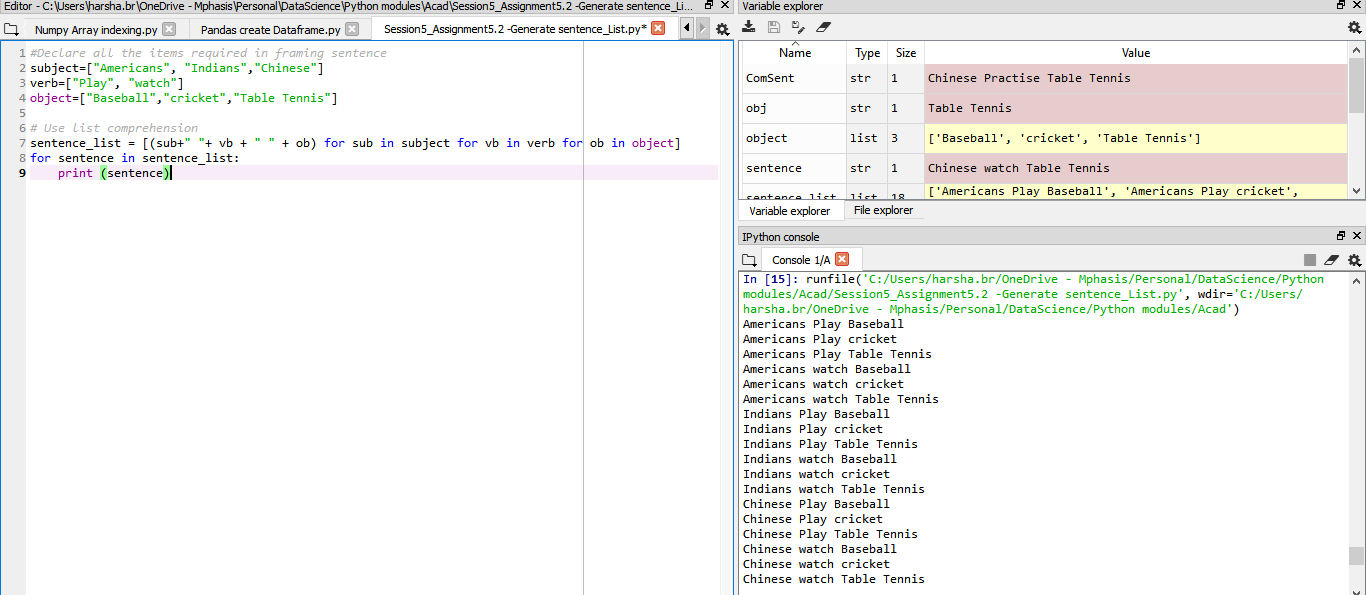 Editor - C:\Users\harsha.br\OneDrive - Mphasis\Personal\DataScience\Python modules\Acad\Session5_Assignment5.2 -Generate sentence_Li...
Numpy Array indexing.py
Pandas create Dataframe.py
Session5_Assignment5.2 -Generate sentence_List.py*
1 #Declare all the items required in framing sentence
2 subject=["Americans", "Indians","Chinese"]
3 verb=["Play", "watch"]
4 object=["Baseball","cricket","Table Tennis"]
5
6 # Use list comprehension
7 sentence_list = [(sub+" "+ vb + " " + ob) for sub in subject for vb in verb for ob in object]
8 for sentence in sentence_list:
9     print (sentence)
Variable explorer
Name Type Size Value
ComSent str 1 Chinese Practise Table Tennis
obj str 1 Table Tennis
object list 3 ['Baseball', 'cricket', 'Table Tennis']
sentence str 1 Chinese watch Table Tennis
sentence_list list 18 ['Americans Play Baseball', 'Americans Play cricket',
Variable explorer
File explorer
IPython console
Console 1/A
In [15]: runfile('C:/Users/harsha.br/OneDrive - Mphasis/Personal/DataScience/Python
modules/Acad/Session5_Assignment5.2 -Generate sentence_List.py', wdir='C:/Users/
harsha.br/OneDrive - Mphasis/Personal/DataScience/Python modules/Acad')
Americans Play Baseball
Americans Play cricket
Americans Play Table Tennis
Americans watch Baseball
Americans watch cricket
Americans watch Table Tennis
Indians Play Baseball
Indians Play cricket
Indians Play Table Tennis
Indians watch Baseball
Indians watch cricket
Indians watch Table Tennis
Chinese Play Baseball
Chinese Play cricket
Chinese Play Table Tennis
Chinese watch Baseball
Chinese watch cricket
Chinese watch Table Tennis